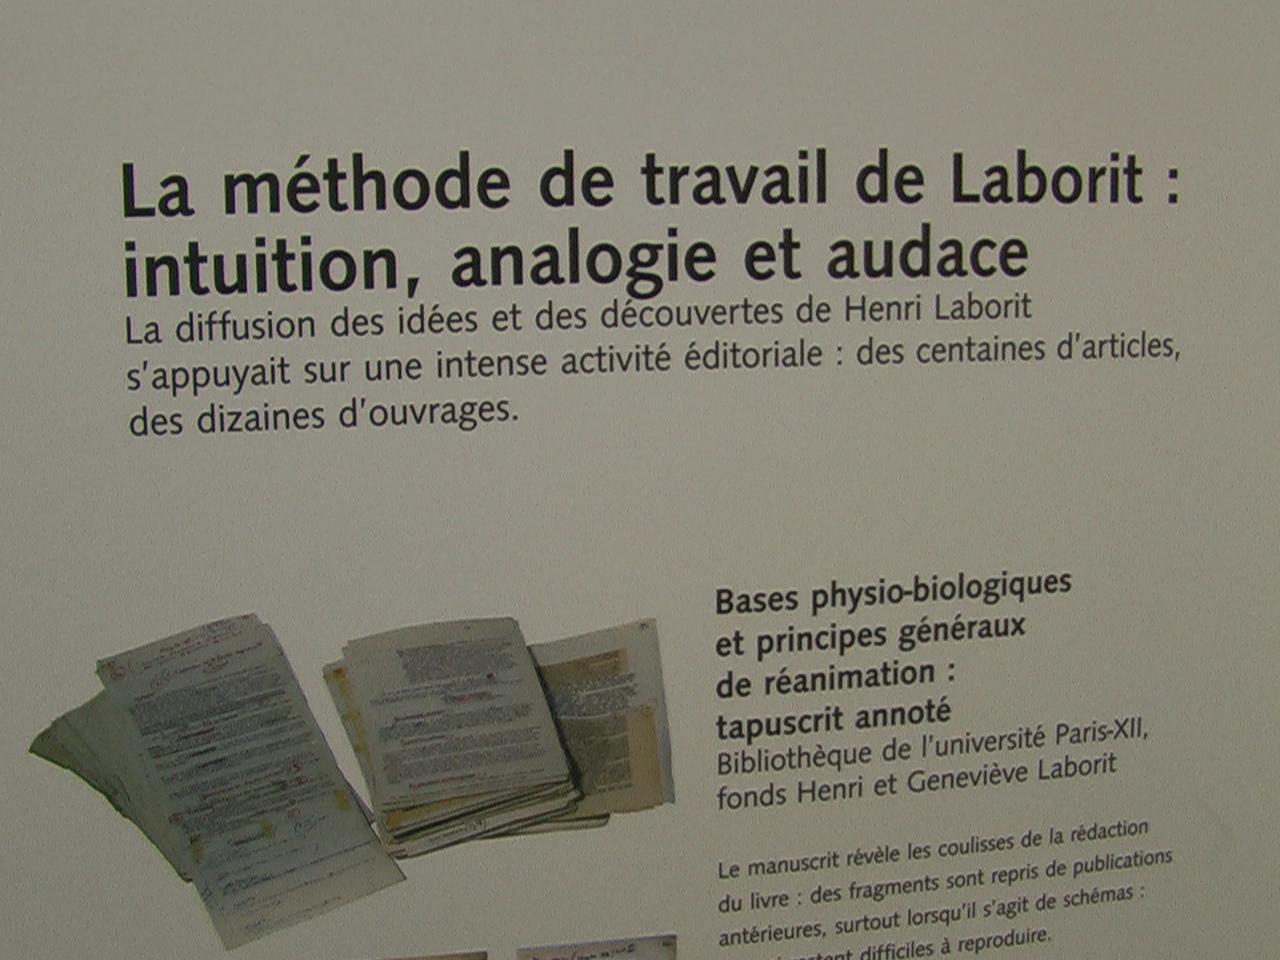 La méthode de travail de Laborit :
intuition, analogie et audace
La diffusion des idées et des découvertes de Henri Laborit
s'appuyait sur une intense activité éditoriale : des centaines d'articles,
des dizaines d'ouvrages.
Bases physio-biologiques
et principes généraux
de réanimation :
tapuscrit annoté
Bibliothèque de l'université Paris-XII,
fonds Henri et Geneviève Laborit
Le manuscrit révèle les coulisses de la rédaction
du livre : des fragments sont repris de publications
antérieures, surtout lorsqu'il s'agit de schémas :
difficiles à reproduire.